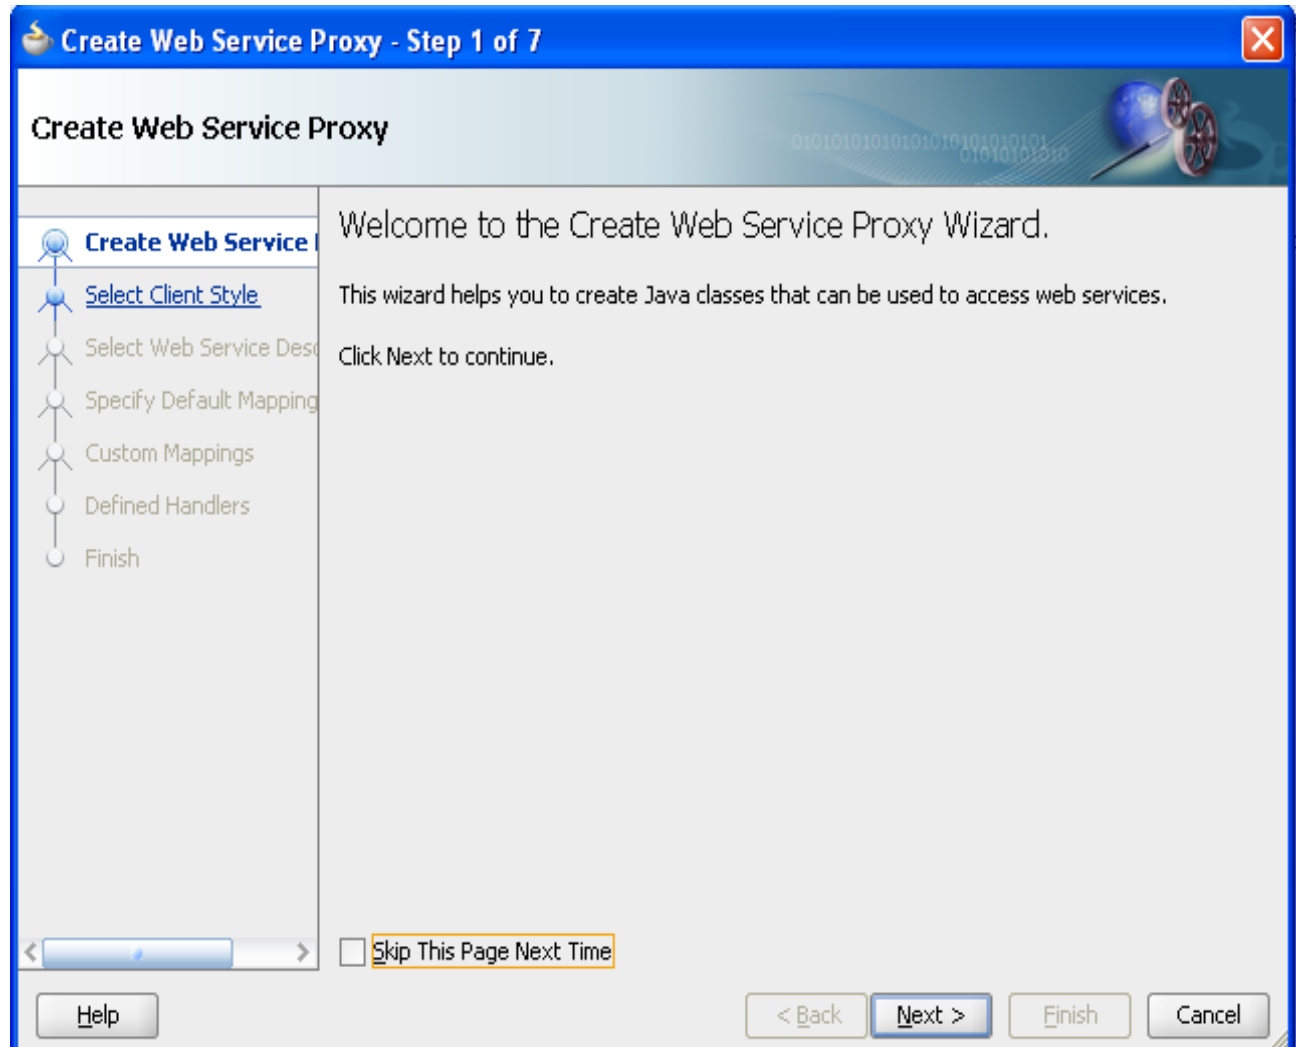 Create Web Service Proxy - Step 1 of 7
Create Web Service Proxy
0101010101010101010101010101
01010101010
Create Web Service
Select Client Style
Select Web Service Desc
Specify Default Mapping
Custom Mappings
Defined Handlers
Finish
Welcome to the Create Web Service Proxy Wizard.
This wizard helps you to create Java classes that can be used to access web services.
Click Next to continue.
Skip This Page Next Time
Help
< Back
Next >
Finish
Cancel